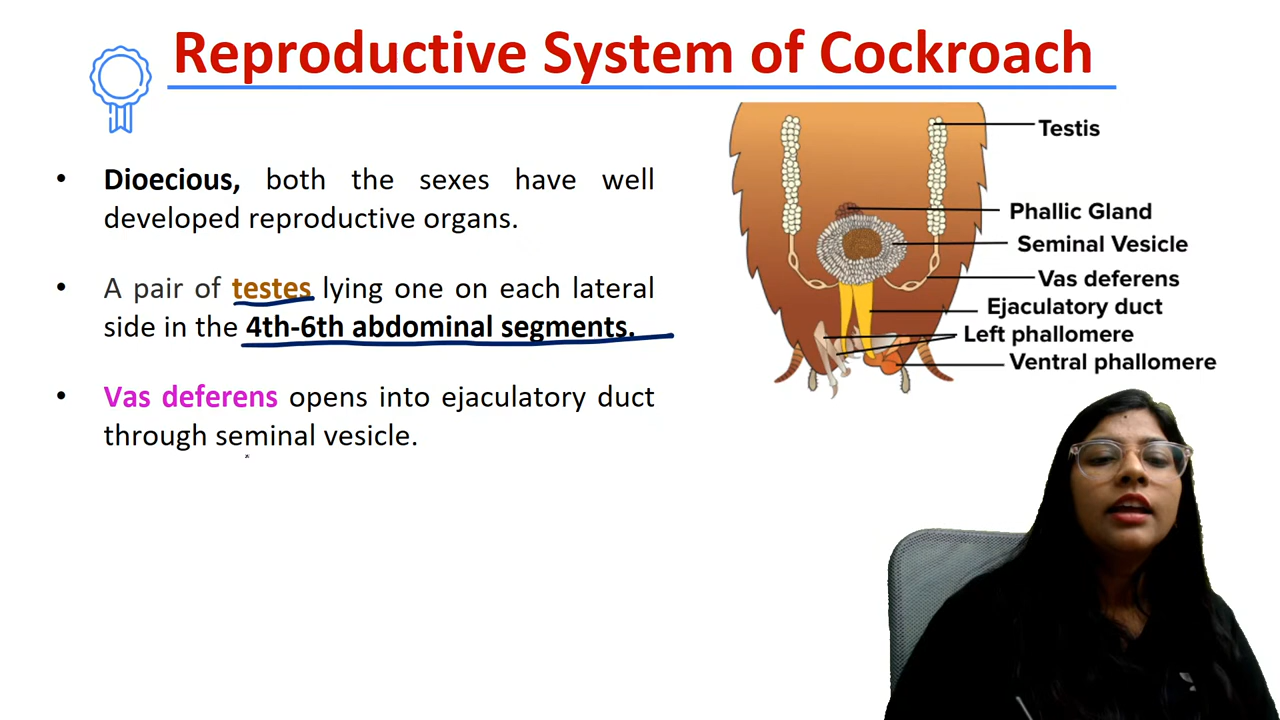 Reproductive System of Cockroach
• Dioecious, both the sexes have well
developed reproductive organs.
• A pair of testes lying one on each lateral
side in the 4th-6th abdominal segments.
• Vas deferens opens into ejaculatory duct
through seminal vesicle.
Testis
Phallic Gland
Seminal Vesicle
Vas deferens
Ejaculatory duct
Left phallomere
Ventral phallomere